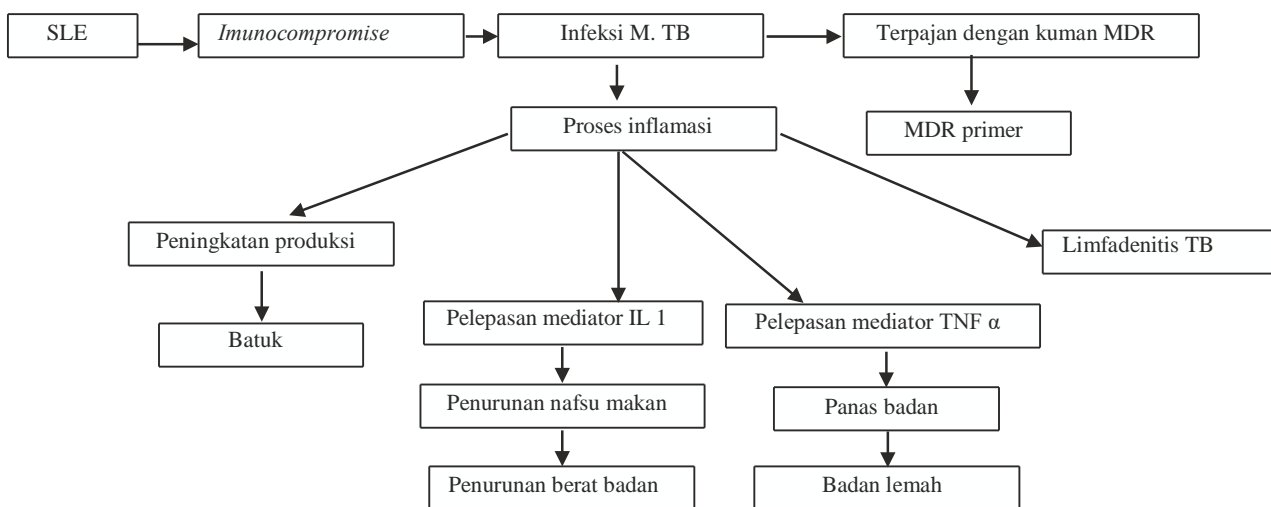 SLE
Imunocompromise
Infeksi M. TB
Terpajan dengan kuman MDR
Proses inflamasi
MDR primer
Peningkatan produksi
Limfadenitis TB
Batuk
Pelepasan mediator IL 1
Pelepasan mediator TNF α
Penurunan nafsu makan
Panas badan
Penurunan berat badan
Badan lemah